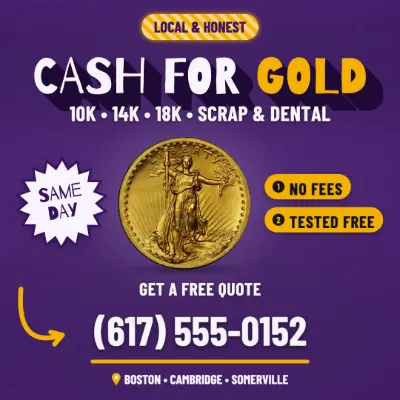 LOCAL & HONEST
CASH FOR GOLD
10K • 14K • 18K • SCRAP & DENTAL
SAME
DAY
LIBERTY
1 NO FEES
2 TESTED FREE
GET A FREE QUOTE
(617) 555-0152
BOSTON • CAMBRIDGE • SOMERVILLE